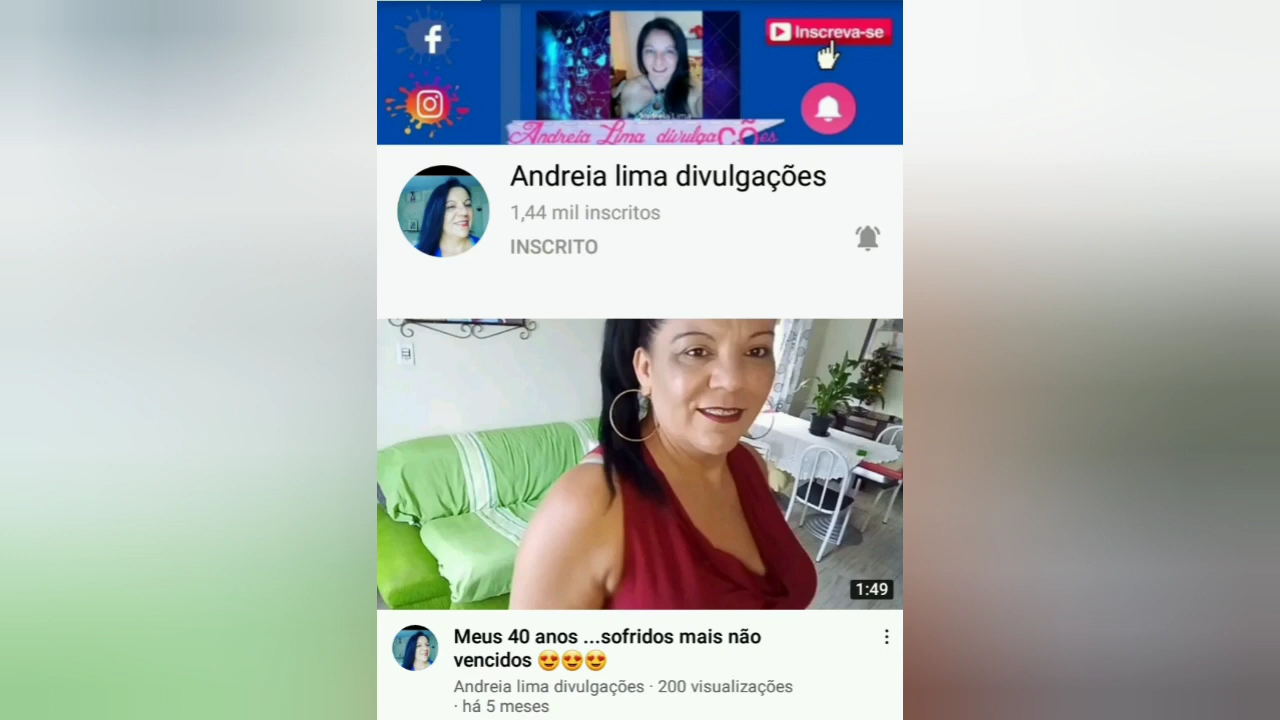 Inscreva-se
Andreia Lima divulgaÇÕes
Andreia lima divulgações
1,44 mil inscritos
INSCRITO
1:49
Meus 40 anos ...sofridos mais não
vencidos 😍😍😍
Andreia lima divulgações · 200 visualizações
· há 5 meses